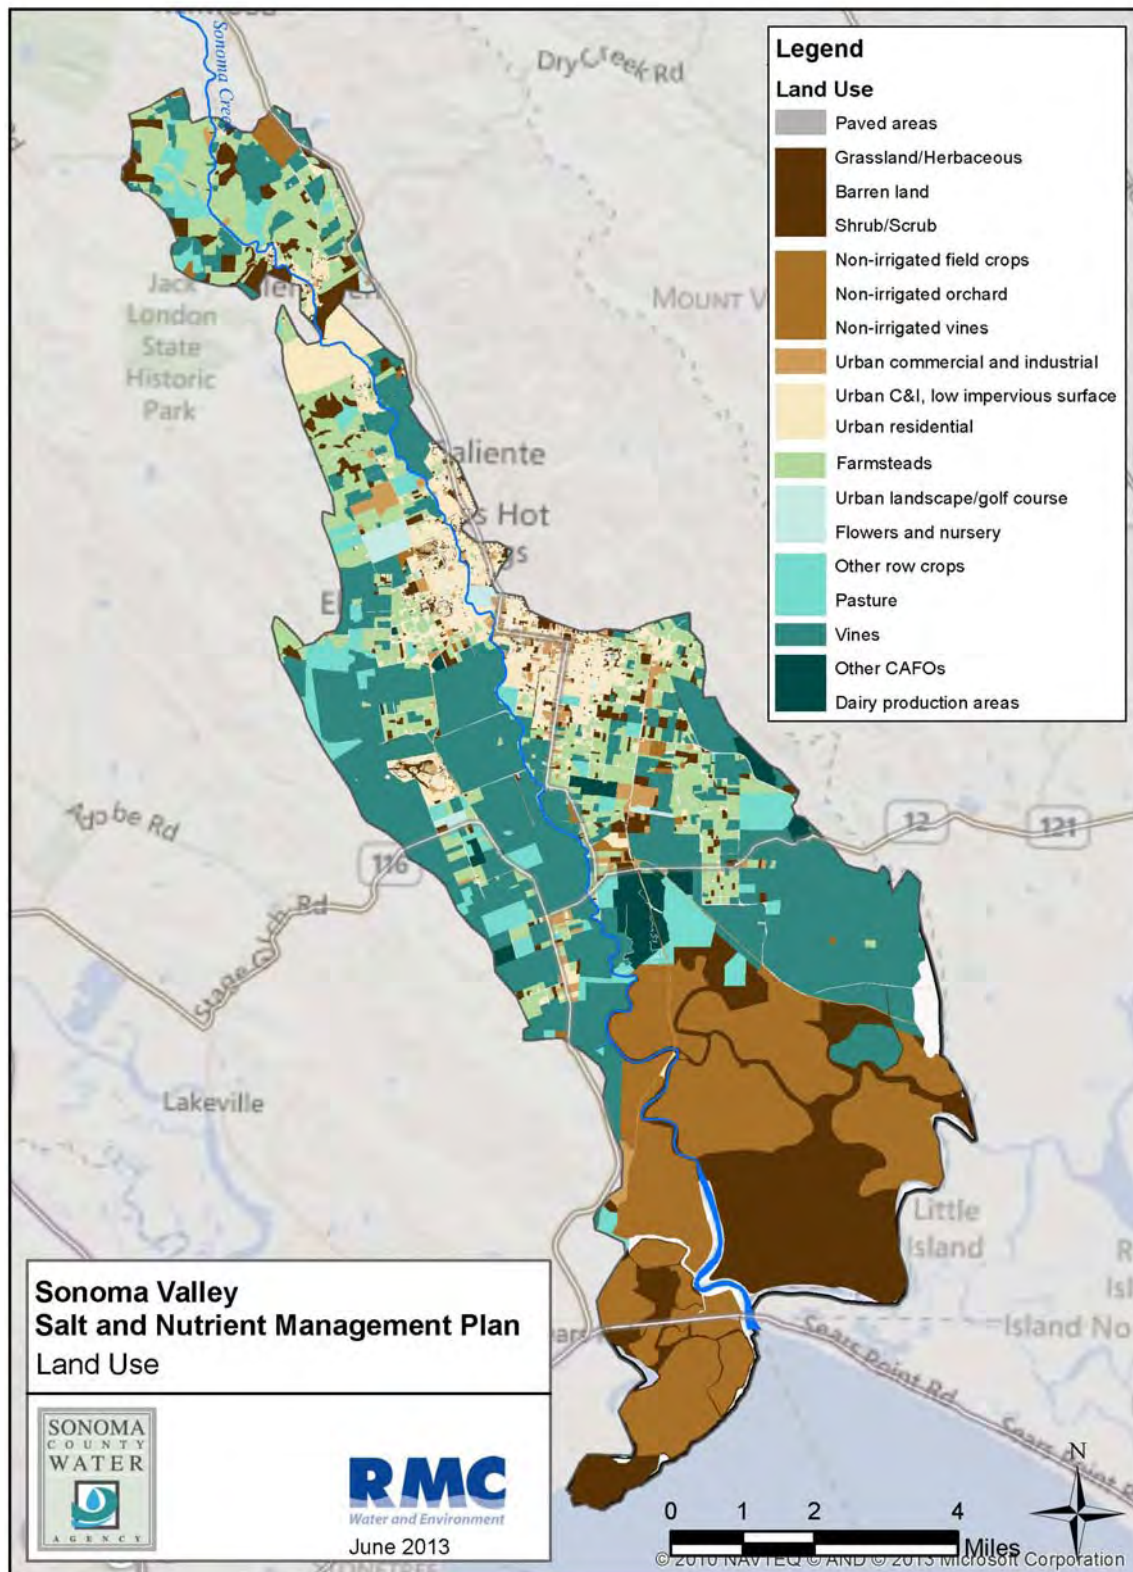 Sonoma Creek
Dry Creek Rd
Legend
Land Use
Paved areas
Grassland/Herbaceous
Barren land
Shrub/Scrub
Non-irrigated field crops
Non-irrigated orchard
Non-irrigated vines
Urban commercial and industrial
Urban C&I, low impervious surface
Urban residential
Farmsteads
Urban landscape/golf course
Flowers and nursery
Other row crops
Pasture
Vines
Other CAFOs
Dairy production areas
Jack
London
State
Historic
Park
MOUNT V
Caliente
Hot
Adobe Rd
116
12
121
Stage Gulch Rd
Lakeville
Little
Island
Island No
Sears Point Rd
Sears Point R
Sonoma Valley
Salt and Nutrient Management Plan
Land Use
SONOMA
COUNTY
WATER
AGENCY
RMC
Water and Environment
June 2013
N
0 1 2 4
Miles
© 2010 NAVTEQ © AND © 2013 Microsoft Corporation